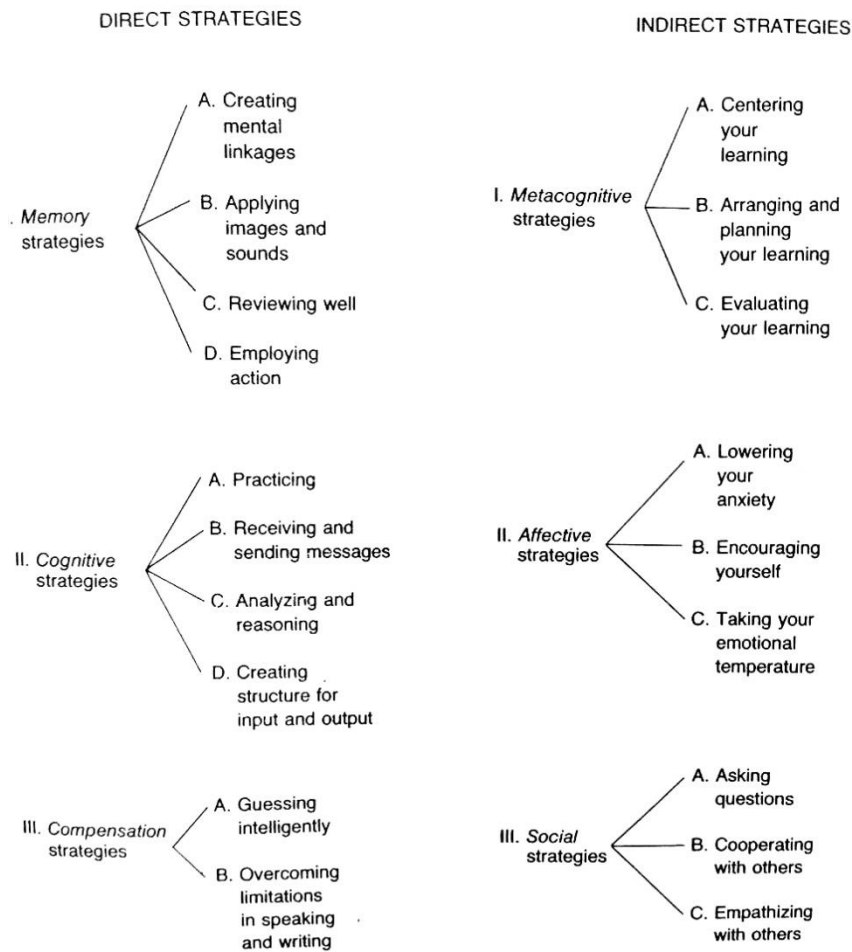 DIRECT STRATEGIES
A. Creating
mental
linkages
. Memory
strategies
B. Applying
images and
sounds
C. Reviewing well
D. Employing
action
A. Practicing
B. Receiving and
sending messages
II. Cognitive
strategies
C. Analyzing and
reasoning
D. Creating
structure for
input and output
A. Guessing
intelligently
III. Compensation
strategies
B. Overcoming
limitations
in speaking
and writing
INDIRECT STRATEGIES
A. Centering
your
learning
I. Metacognitive
strategies
B. Arranging and
planning
your learning
C. Evaluating
your learning
A. Lowering
your
anxiety
II. Affective
strategies
B. Encouraging
yourself
C. Taking your
emotional
temperature
A. Asking
questions
III. Social
strategies
B. Cooperating
with others
C. Empathizing
with others